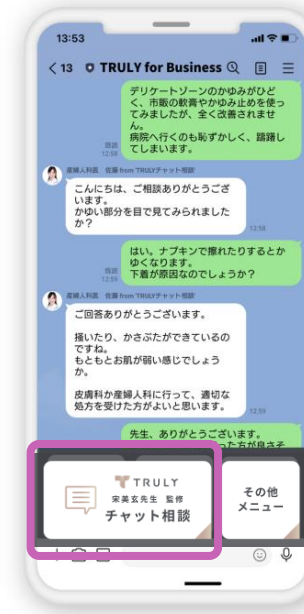 13:53
13 TRULY for Business
デリケートゾーンのかゆみがひど
く、市販の軟膏やかゆみ止めを使っ
てみましたが、全く改善されませ
ん。
病院へ行くのも恥ずかしく、躊躇し
てしまいます。
既読
12:58
産婦人科医 佐藤 from TRULYチャット相談
こんにちは、ご相談ありがとうござ
います。
かゆい部分を目で見てみられました
か？
12:58
はい。ナプキンで擦れたりするとか
ゆくなります。
下着が原因なのでしょうか？
既読
12:59
産婦人科医 佐藤 from TRULYチャット相談
ご回答ありがとうございます。
掻いたり、かさぶたができているの
ですね。
もともとお肌が弱い感じでしょう
か。
皮膚科か産婦人科に行って、適切な
処方を受けた方がよいと思います。
12:59
先生、ありがとうございます。
った方が良さそ
TRULY
宋美玄先生 監修
チャット相談
その他
メニュー